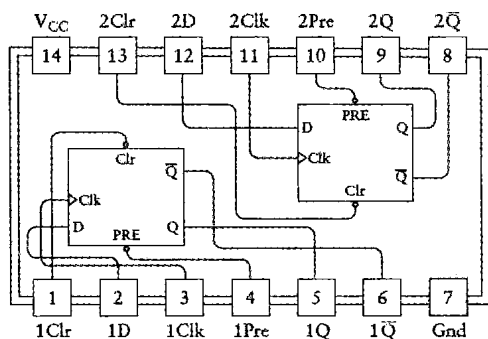 V_CC 2Clr 2D 2Clk 2Pre 2Q 2Q̅
14 13 12 11 10 9 8
PRE
D Q
Clk
Q̅
Clr
Clr
Q̅
Clk
D Q
PRE
1 2 3 4 5 6 7
1Clr 1D 1Clk 1Pre 1Q 1Q̅ Gnd